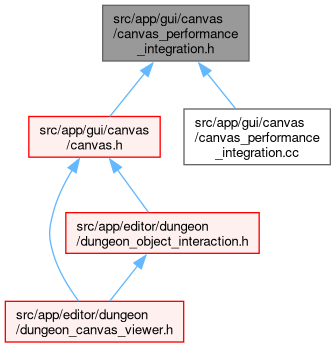 src/app/gui/canvas
/canvas_performance
_integration.h
src/app/gui/canvas
/canvas.h
src/app/gui/canvas
/canvas_performance
_integration.cc
src/app/editor/dungeon
/dungeon_object_interaction.h
src/app/editor/dungeon
/dungeon_canvas_viewer.h